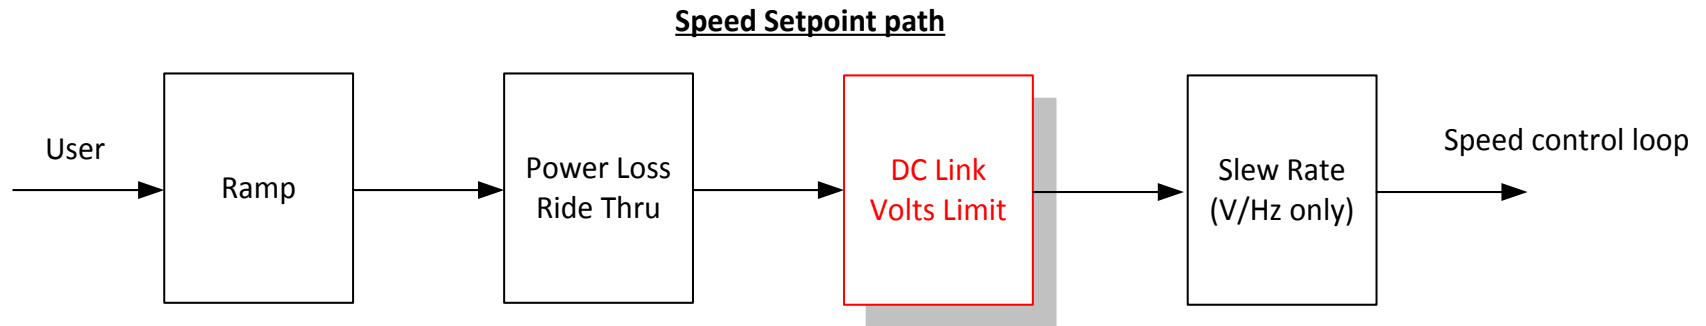 Speed Setpoint path
User
Ramp
Power Loss
Ride Thru
DC Link
Volts Limit
Slew Rate
(V/Hz only)
Speed control loop